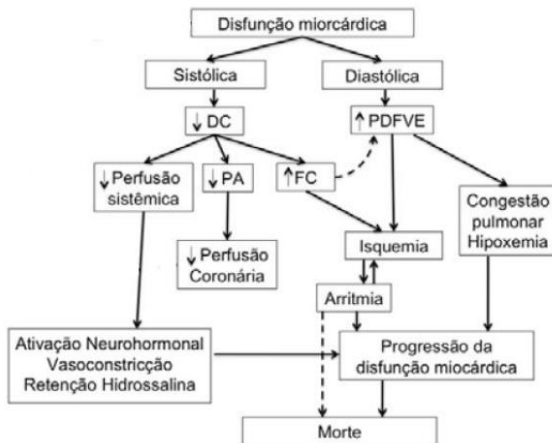 Disfunção miorcárdica
Sistólica
Diastólica
↓ DC
↑ PDFVE
↓ Perfusão
sistêmica
↓ PA
↑ FC
Congestão
pulmonar
Hipoxemia
↓ Perfusão
Coronária
Isquemia
Arritmia
Ativação Neurohormonal
Vasoconstricção
Retenção Hidrossalina
Progressão da
disfunção miocárdica
Morte